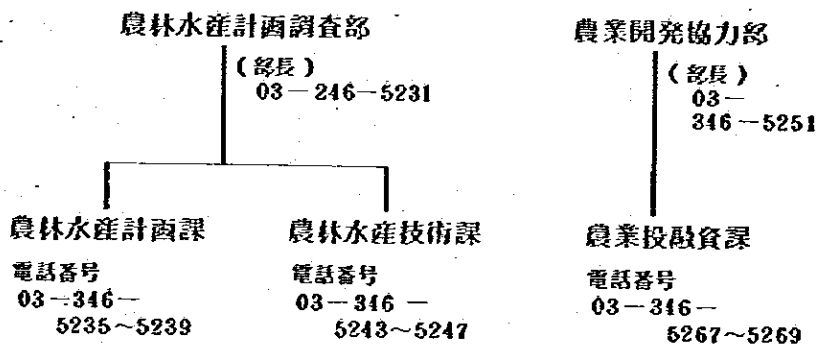 農林水産計画調査部
(部長)
03-246-5231
農林水産計画課
電話番号
03-346-
5235~5239
農林水産技術課
電話番号
03-346-
5243~5247
農業開発協力部
(部長)
03-
346-5251
農業投融資課
電話番号
03-346-
5267~5269